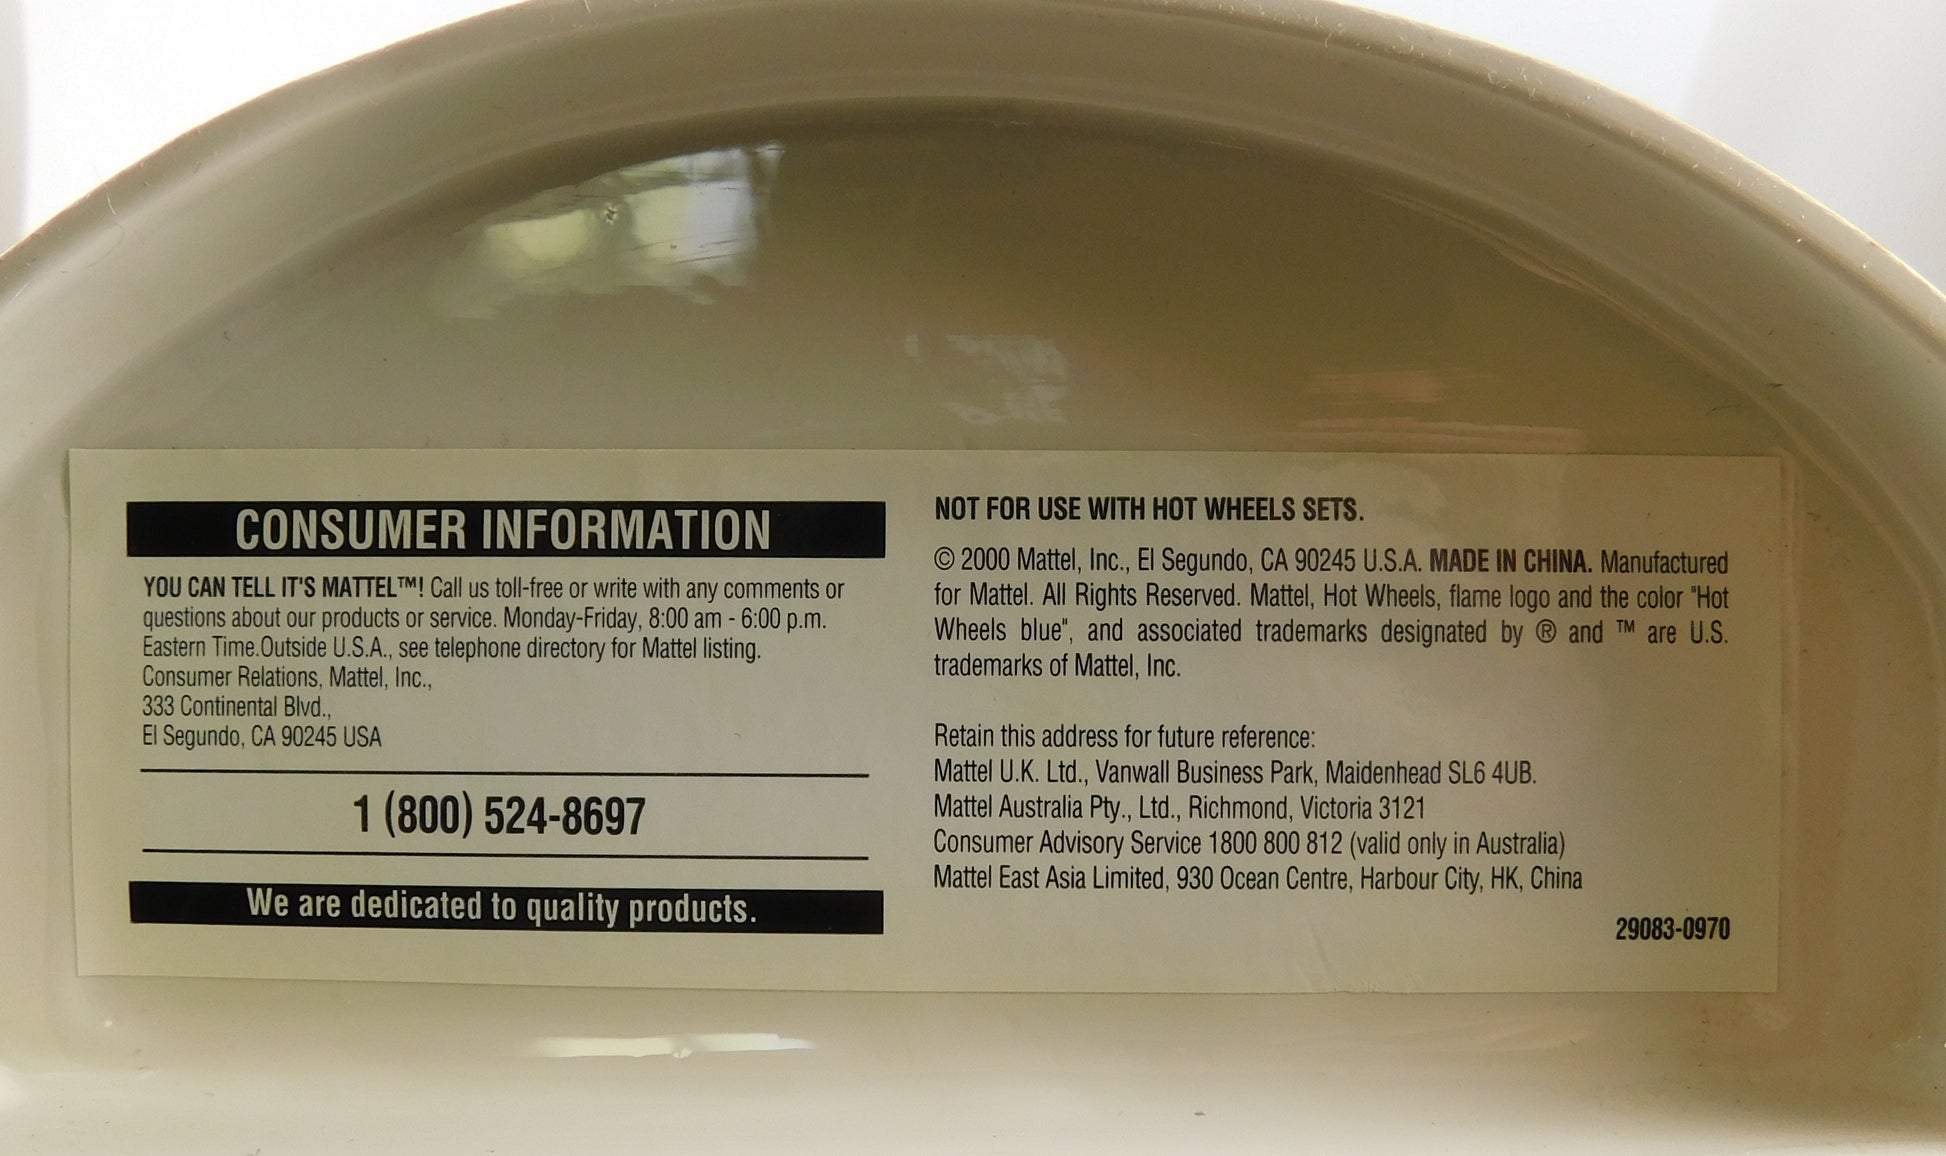 CONSUMER INFORMATION
YOU CAN TELL IT'S MATTEL™! Call us toll-free or write with any comments or
questions about our products or service. Monday-Friday, 8:00 am - 6:00 p.m.
Eastern Time.Outside U.S.A., see telephone directory for Mattel listing.
Consumer Relations, Mattel, Inc.,
333 Continental Blvd.,
El Segundo, CA 90245 USA
1 (800) 524-8697
We are dedicated to quality products.
NOT FOR USE WITH HOT WHEELS SETS.
© 2000 Mattel, Inc., El Segundo, CA 90245 U.S.A. MADE IN CHINA. Manufactured
for Mattel. All Rights Reserved. Mattel, Hot Wheels, flame logo and the color "Hot
Wheels blue", and associated trademarks designated by ® and ™ are U.S.
trademarks of Mattel, Inc.
Retain this address for future reference:
Mattel U.K. Ltd., Vanwall Business Park, Maidenhead SL6 4UB.
Mattel Australia Pty., Ltd., Richmond, Victoria 3121
Consumer Advisory Service 1800 800 812 (valid only in Australia)
Mattel East Asia Limited, 930 Ocean Centre, Harbour City, HK, China
29083-0970